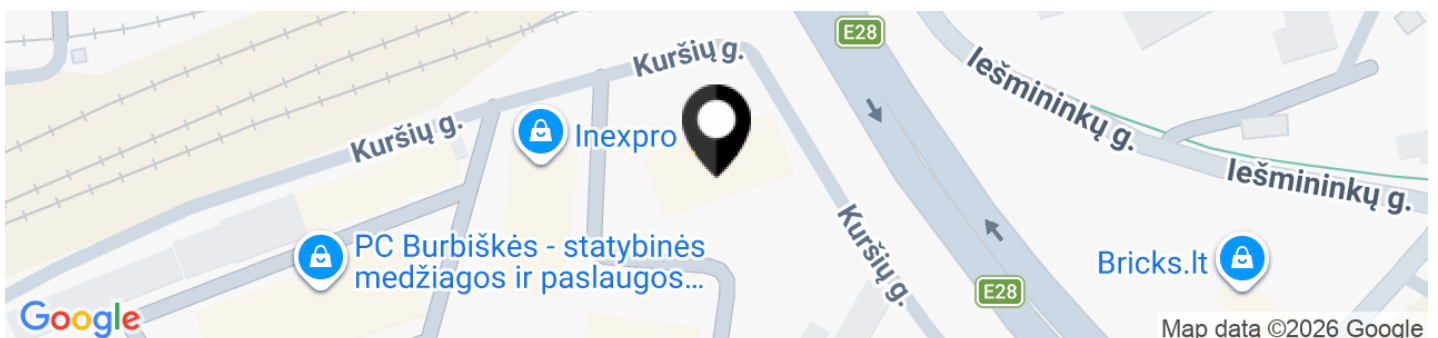 E28
Kuršių g.
Iešmininkų g.
Kuršių g.
Inexpro
Iešmininkų g.
Kuršių g.
PC Burbiškės - statybinės
medžiagos ir paslaugos...
Bricks.lt
E28
Google
Map data ©2026 Google